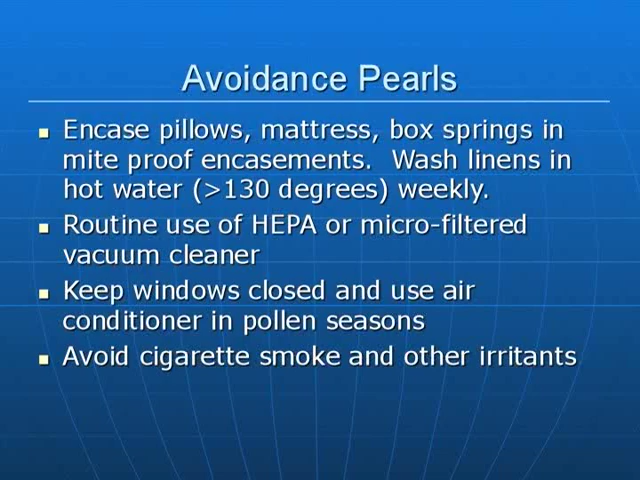 Avoidance Pearls
Encase pillows, mattress, box springs in
mite proof encasements.  Wash linens in
hot water (>130 degrees) weekly.
Routine use of HEPA or micro-filtered
vacuum cleaner
Keep windows closed and use air
conditioner in pollen seasons
Avoid cigarette smoke and other irritants